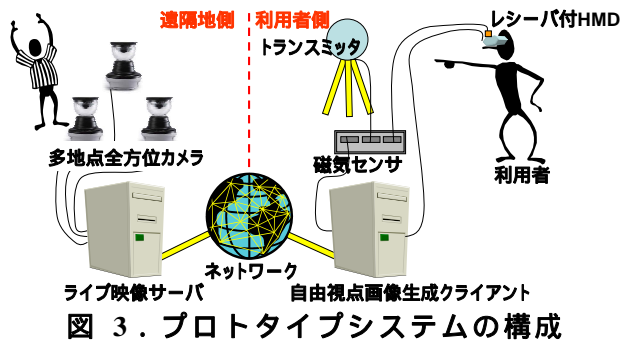 遠隔地側 利用者側
レシーバ付HMD
トランスミッタ
多地点全方位カメラ
磁気センサ
利用者
ネットワーク
ライブ映像サーバ
自由視点画像生成クライアント
図 3 . プロトタイプシステムの構成